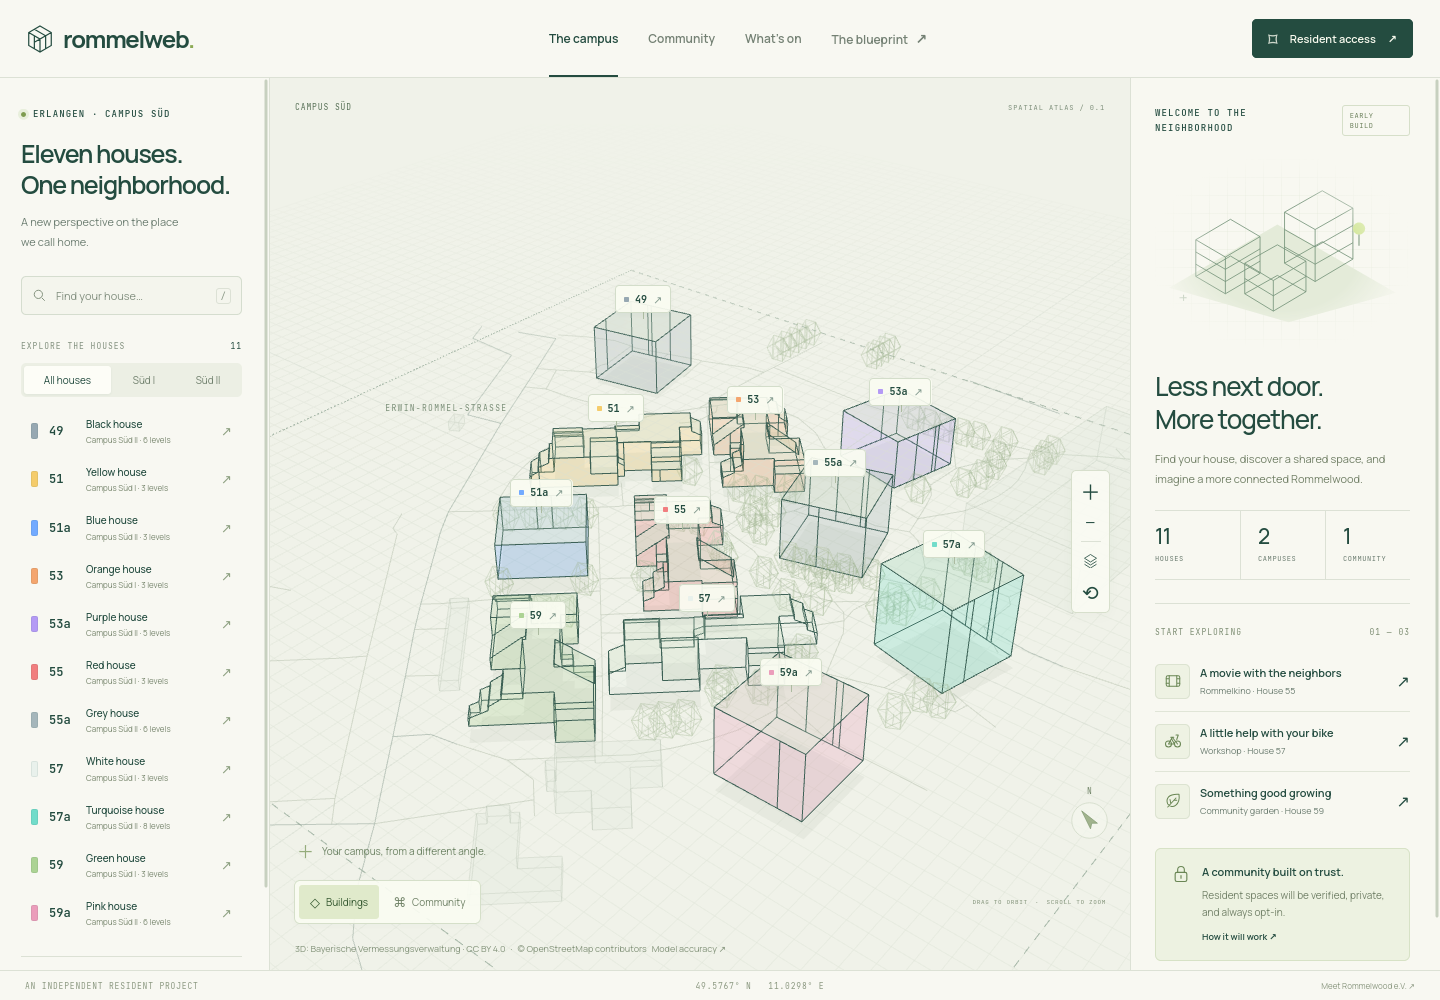 rommelweb.
The campus
Community
What's on
The blueprint ↗
Resident access ↗
ERLANGEN · CAMPUS SÜD
Eleven houses.
One neighborhood.
A new perspective on the place
we call home.
Find your house... /
EXPLORE THE HOUSES 11
All houses Süd I Süd II
49 Black house ↗
Campus Süd II · 6 levels
51 Yellow house ↗
Campus Süd I · 3 levels
51a Blue house ↗
Campus Süd II · 3 levels
53 Orange house ↗
Campus Süd I · 3 levels
53a Purple house ↗
Campus Süd II · 5 levels
55 Red house ↗
Campus Süd I · 3 levels
55a Grey house ↗
Campus Süd II · 6 levels
57 White house ↗
Campus Süd I · 3 levels
57a Turquoise house ↗
Campus Süd II · 8 levels
59 Green house ↗
Campus Süd I · 3 levels
59a Pink house ↗
Campus Süd II · 6 levels
CAMPUS SÜD
SPATIAL ATLAS / 0.1
49 ↗
53a ↗
53 ↗
51 ↗
ERWIN-ROMMEL-STRASSE
55a ↗
51a ↗
55 ↗
57a ↗
57 ↗
59 ↗
59a ↗
N
Your campus, from a different angle.
Buildings
Community
DRAG TO ORBIT · SCROLL TO ZOOM
3D: Bayerische Vermessungsverwaltung · CC BY 4.0 · © OpenStreetMap contributors Model accuracy ↗
WELCOME TO THE
NEIGHBORHOOD
EARLY
BUILD
Less next door.
More together.
Find your house, discover a shared space, and
imagine a more connected Rommelwood.
11 2 1
HOUSES CAMPUSES COMMUNITY
START EXPLORING 01 — 03
A movie with the neighbors ↗
Rommelkino · House 55
A little help with your bike ↗
Workshop · House 57
Something good growing ↗
Community garden · House 59
A community built on trust.
Resident spaces will be verified, private,
and always opt-in.
How it will work ↗
AN INDEPENDENT RESIDENT PROJECT
49.5767° N 11.0298° E
Meet Rommelwood e.V. ↗